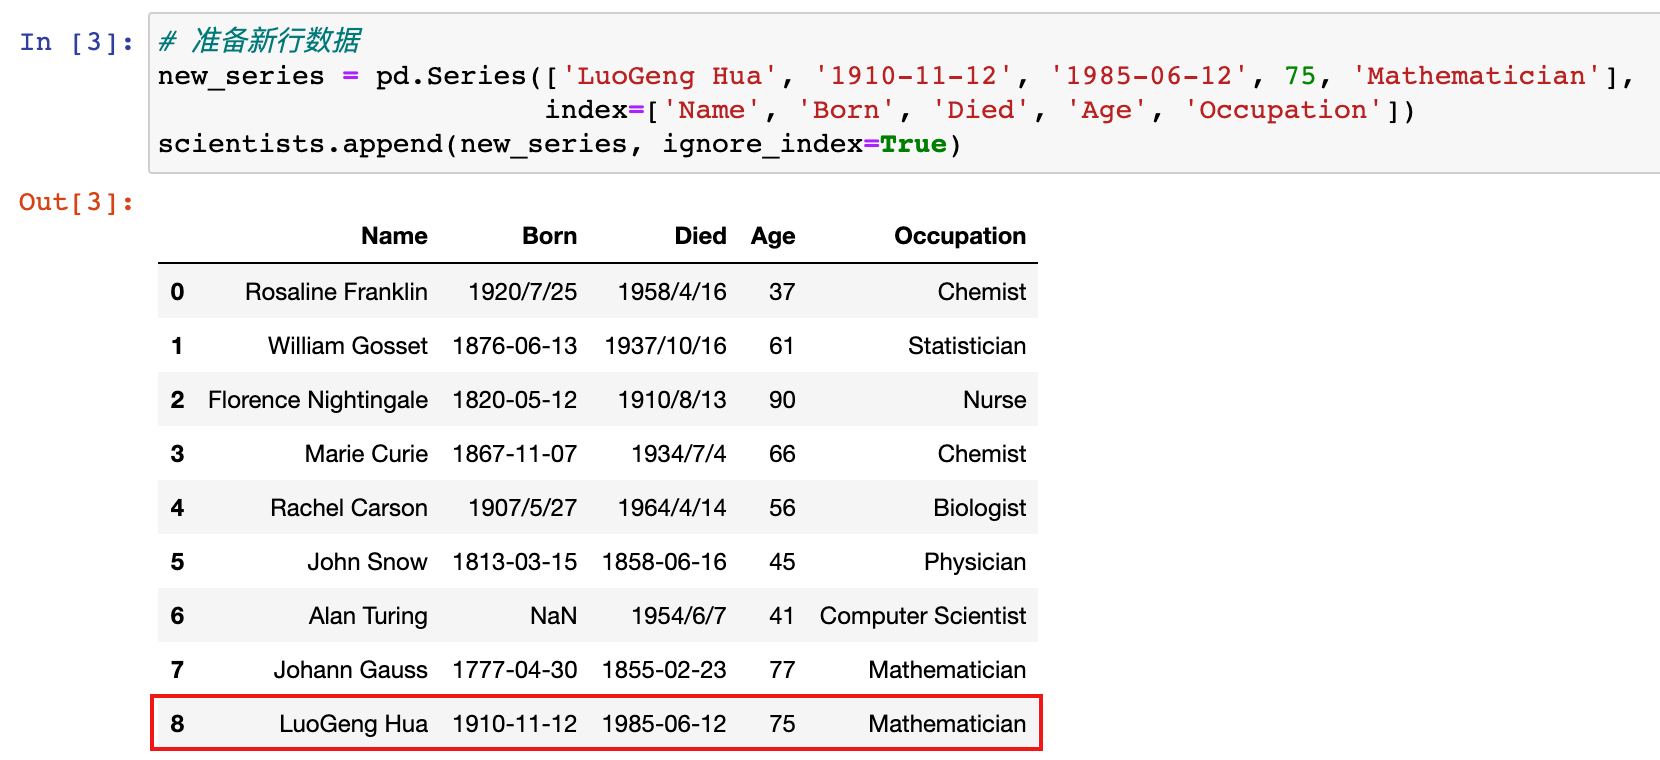 In [3]:
# 准备新行数据
new_series = pd.Series(['LuoGeng Hua', '1910-11-12', '1985-06-12', 75, 'Mathematician'],
index=['Name', 'Born', 'Died', 'Age', 'Occupation'])
scientists.append(new_series, ignore_index=True)
Out[3]:
Name Born Died Age Occupation
0 Rosaline Franklin 1920/7/25 1958/4/16 37 Chemist
1 William Gosset 1876-06-13 1937/10/16 61 Statistician
2 Florence Nightingale 1820-05-12 1910/8/13 90 Nurse
3 Marie Curie 1867-11-07 1934/7/4 66 Chemist
4 Rachel Carson 1907/5/27 1964/4/14 56 Biologist
5 John Snow 1813-03-15 1858-06-16 45 Physician
6 Alan Turing NaN 1954/6/7 41 Computer Scientist
7 Johann Gauss 1777-04-30 1855-02-23 77 Mathematician
8 LuoGeng Hua 1910-11-12 1985-06-12 75 Mathematician